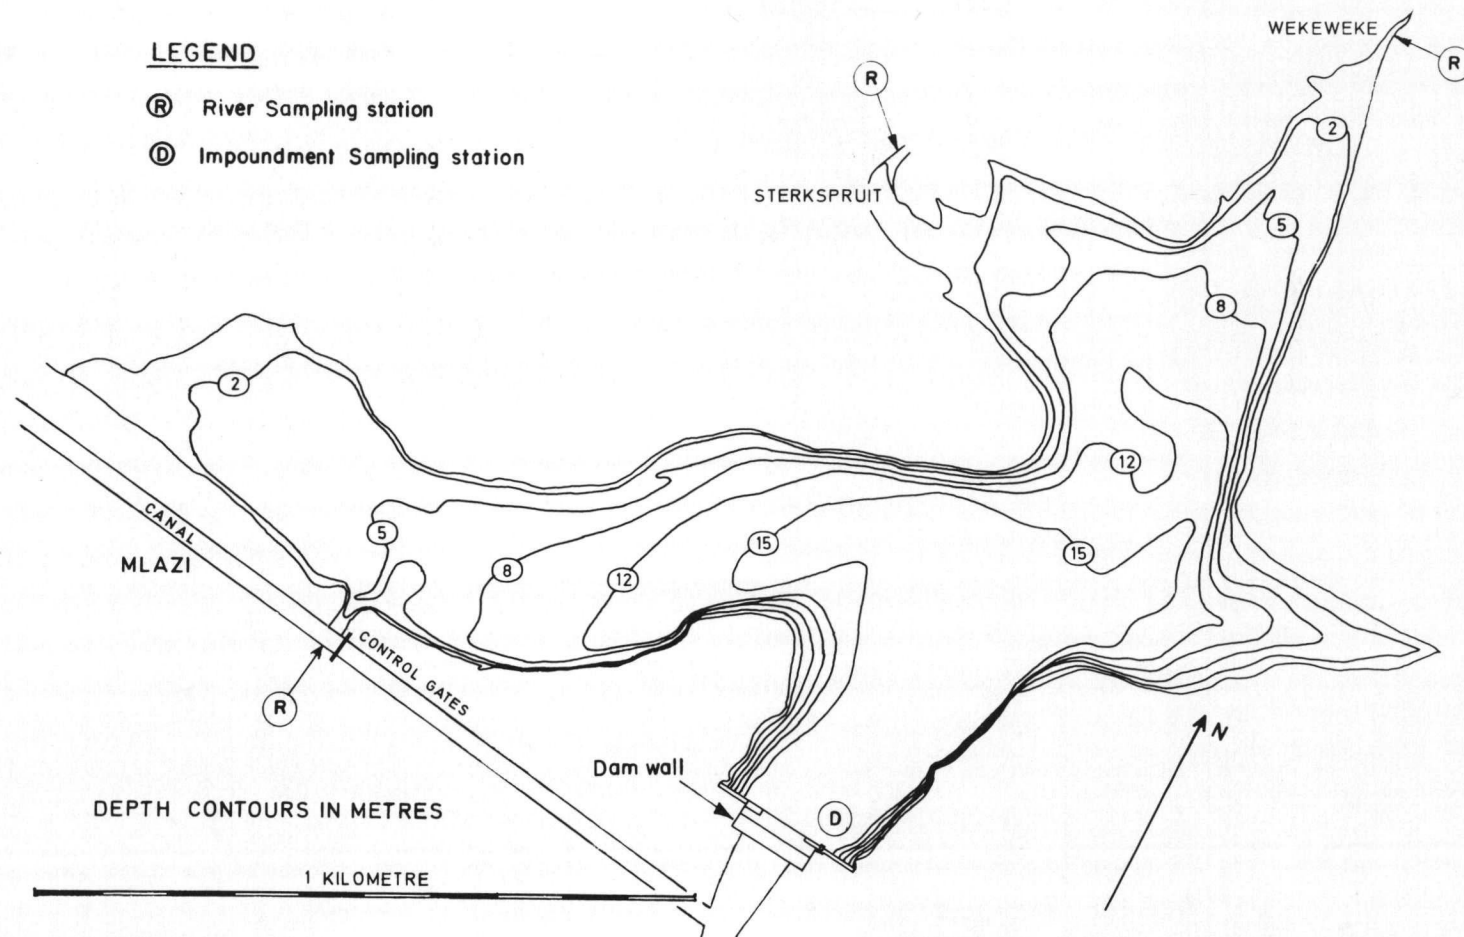 LEGEND
R River Sampling station
D Impoundment Sampling station
WEKEWEKE
R
R
STERKSPRUIT
2
5
8
2
12
5
15
15
8
12
CANAL
MLAZI
CONTROL GATES
R
N
Dam wall
D
DEPTH CONTOURS IN METRES
1 KILOMETRE